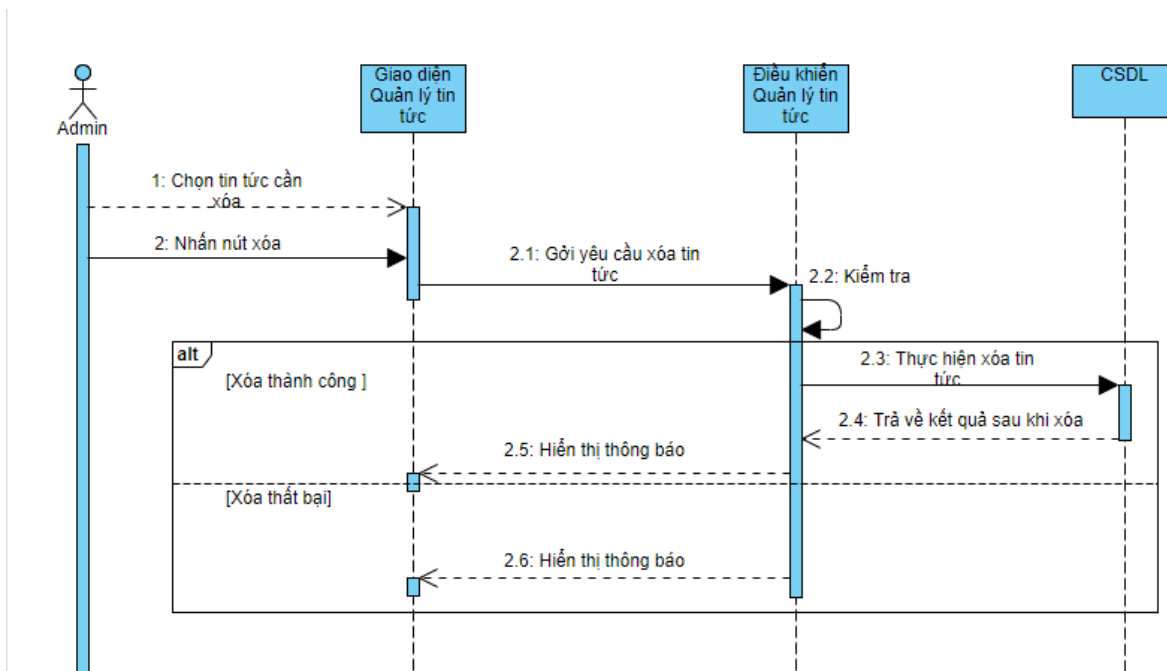 Giao diện
Quản lý tin
tức
Điều khiển
Quản lý tin
tức
CSDL
Admin
1: Chọn tin tức cần
xóa
2: Nhấn nút xóa
2.1: Gởi yêu cầu xóa tin
tức
2.2: Kiểm tra
alt
[Xóa thành công ]
2.3: Thực hiện xóa tin
tức
2.4: Trả về kết quả sau khi xóa
2.5: Hiển thị thông báo
[Xóa thất bại]
2.6: Hiển thị thông báo